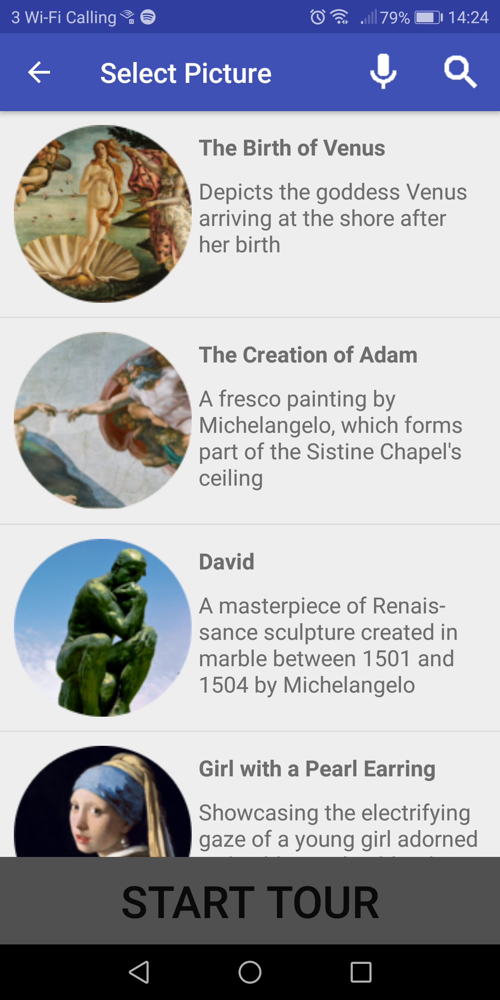 3 Wi-Fi Calling 79% 14:24
Select Picture
The Birth of Venus
Depicts the goddess Venus
arriving at the shore after
her birth
The Creation of Adam
A fresco painting by
Michelangelo, which forms
part of the Sistine Chapel's
ceiling
David
A masterpiece of Renais-
sance sculpture created in
marble between 1501 and
1504 by Michelangelo
Girl with a Pearl Earring
Showcasing the electrifying
gaze of a young girl adorned
START TOUR